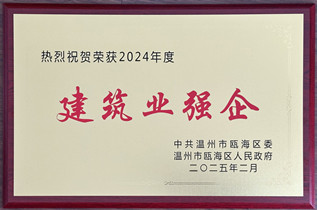 热烈祝贺荣获2024年度
建筑业强企
中共温州市瓯海区委
温州市瓯海区人民政府
二〇二五年二月